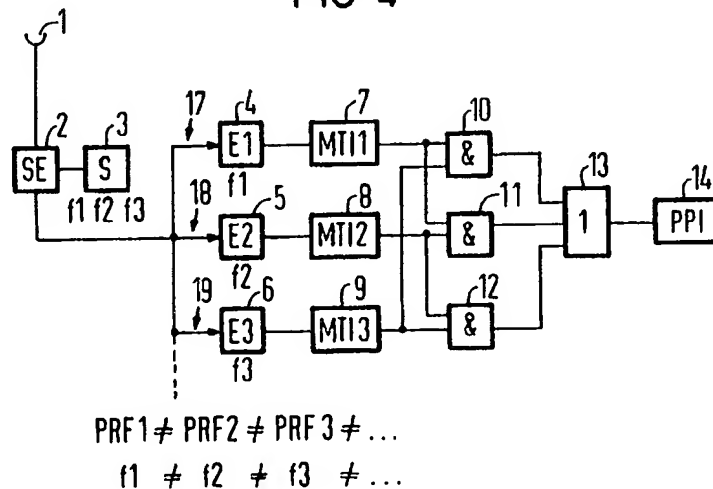 FIG 4
1
2
3
SE
S
f1 f2 f3
17
4
E1
f1
7
MTI1
10
&
18
5
E2
f2
8
MTI2
11
&
13
1
14
PPI
19
6
E3
f3
9
MTI3
12
&
PRF1 ≠ PRF2 ≠ PRF3 ≠ ...
f1 ≠ f2 ≠ f3 ≠ ...